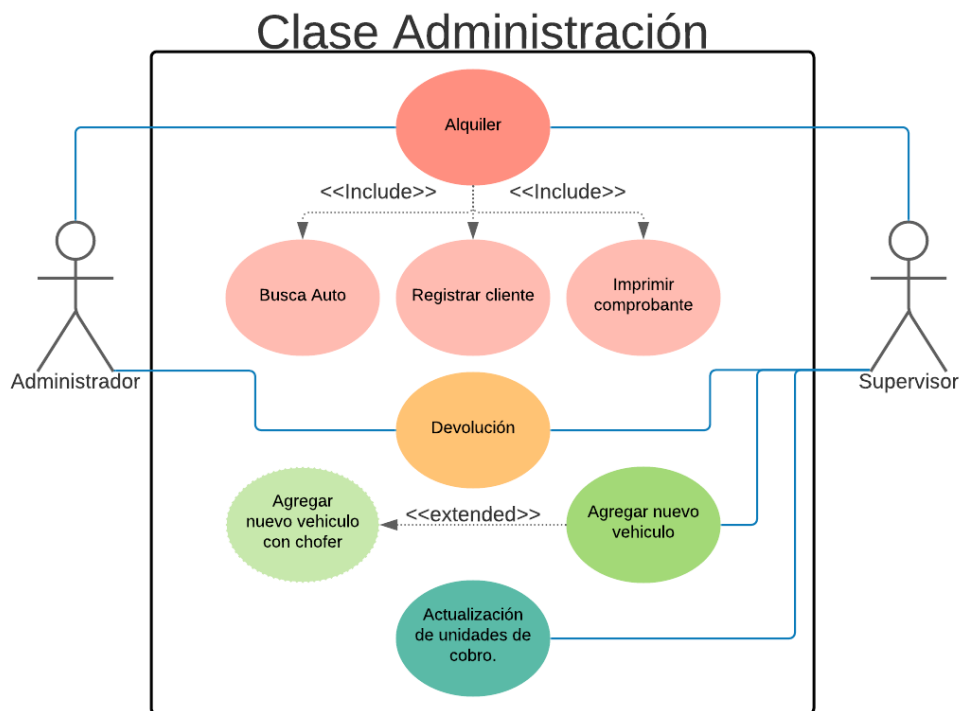 Clase Administración
Alquiler
<<Include>>
<<Include>>
Busca Auto
Registrar cliente
Imprimir
comprobante
Administrador
Supervisor
Devolución
Agregar
nuevo vehiculo
con chofer
<<extended>>
Agregar nuevo
vehiculo
Actualización
de unidades de
cobro.